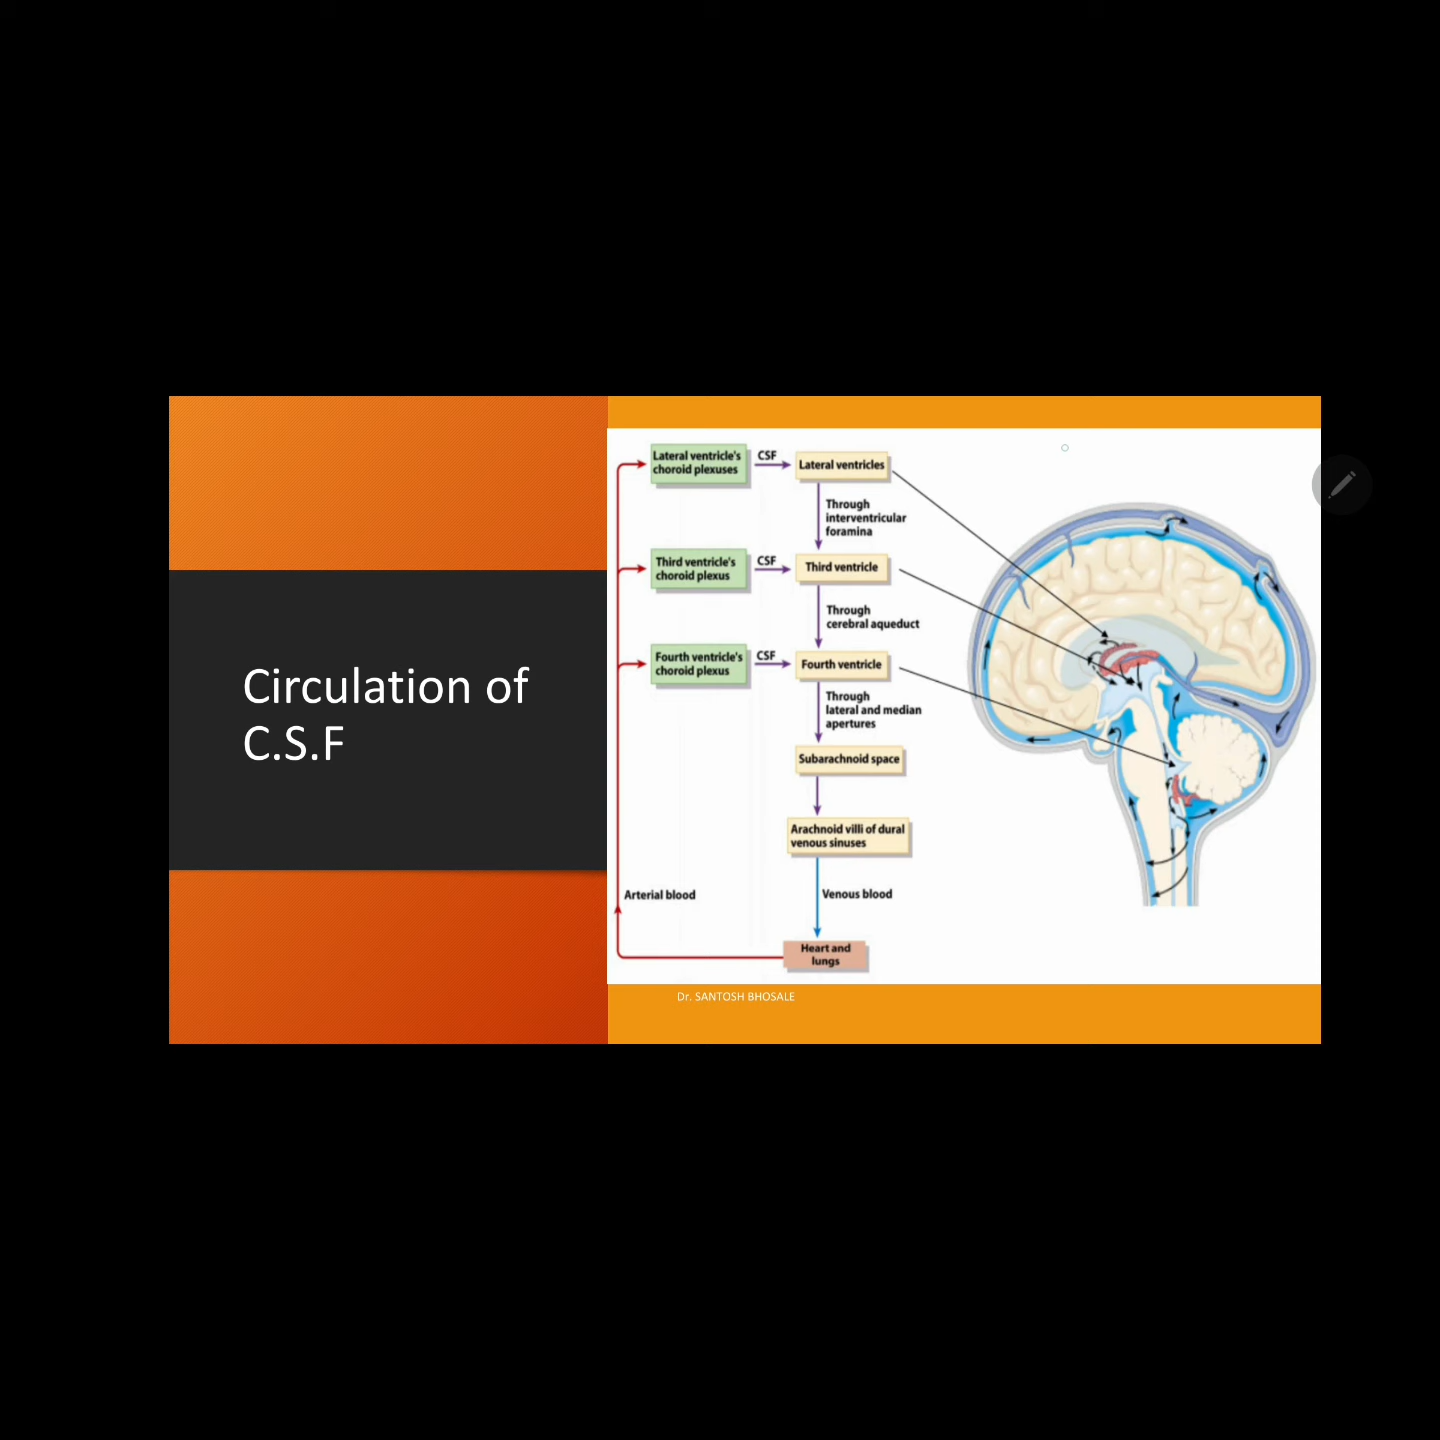 Circulation of
C.S.F
Lateral ventricle's
choroid plexuses
CSF
Lateral ventricles
Through
interventricular
foramina
Third ventricle's
choroid plexus
CSF
Third ventricle
Through
cerebral aqueduct
Fourth ventricle's
choroid plexus
CSF
Fourth ventricle
Through
lateral and median
apertures
Subarachnoid space
Arachnoid villi of dural
venous sinuses
Arterial blood
Venous blood
Heart and
lungs
Dr. SANTOSH BHOSALE